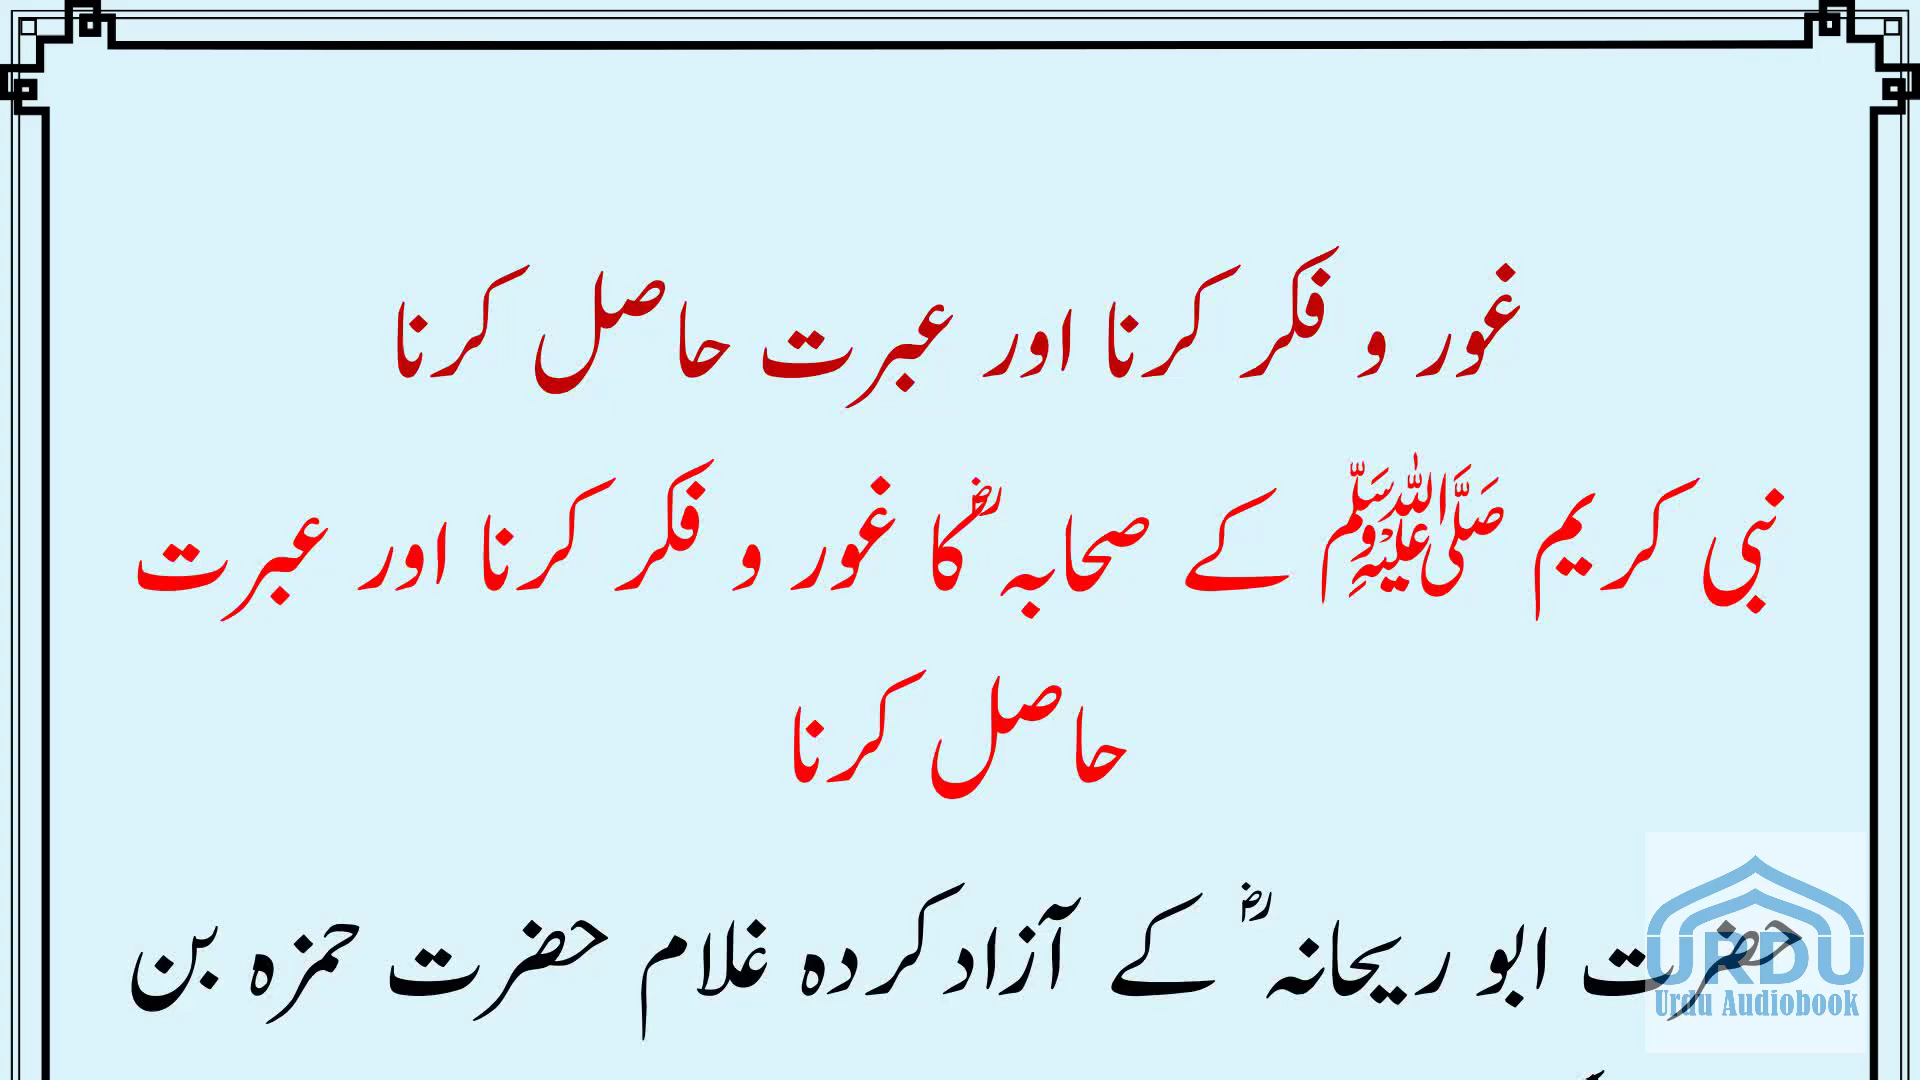 غور و فکر کرنا اور عبرت حاصل کرنا
نبی کریم ﷺ کے صحابہؓ کا غور و فکر کرنا اور عبرت
حاصل کرنا
حضرت ابو ریحانہؓ کے آزاد کردہ غلام حضرت حمزہ بن
URDU
Urdu Audiobook